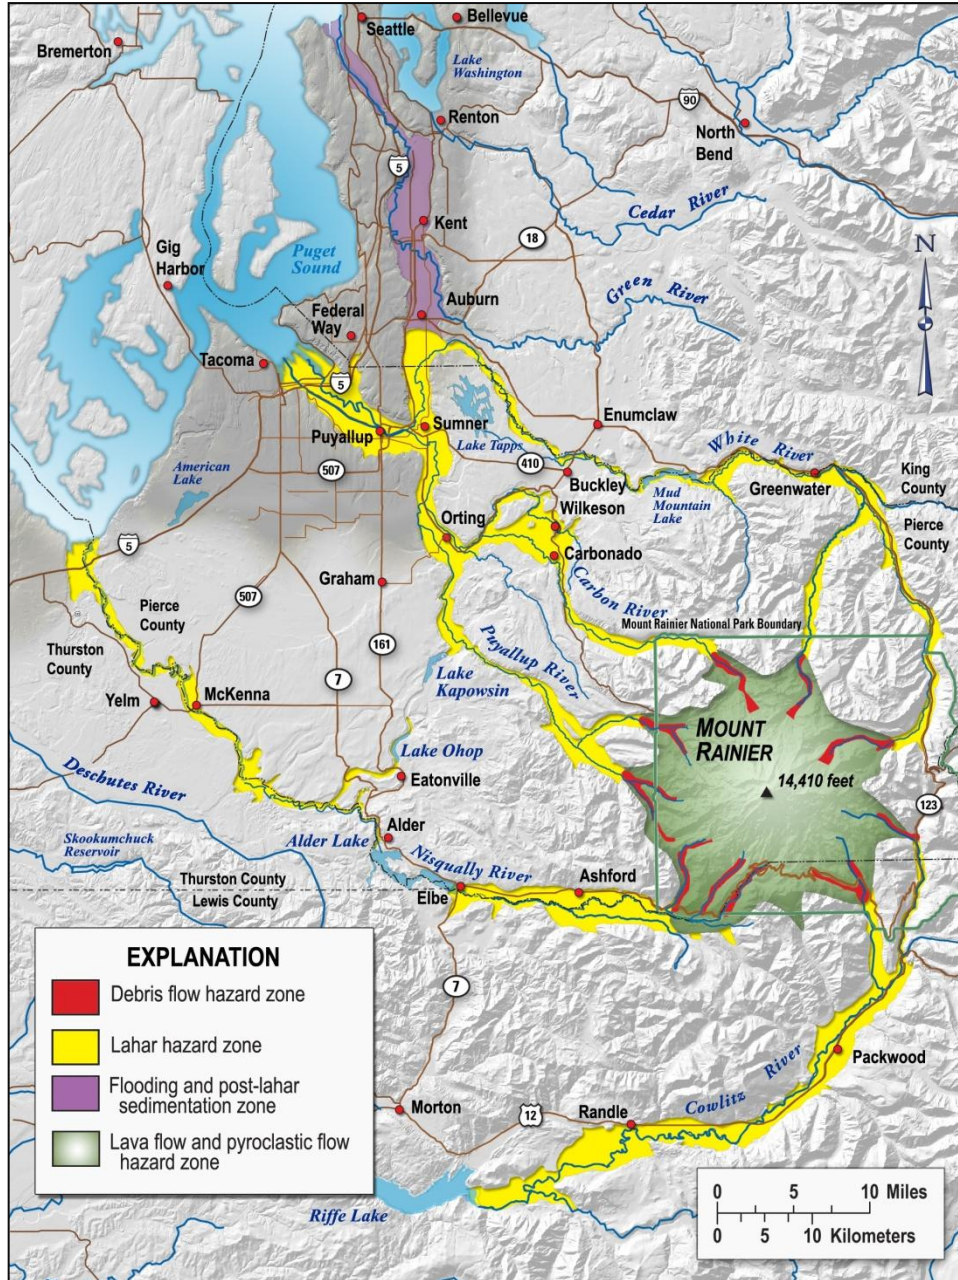 Seattle
Bellevue
Bremerton
Lake
Washington
90
Renton
North
Bend
5
Cedar River
Kent
18
N
Gig
Harbor
Puget
Sound
Green River
Auburn
Federal
Way
Tacoma
5
Enumclaw
Sumner
Puyallup
Lake Tapps
White River
507
410
American
Lake
Buckley
Greenwater
King
County
Mud
Mountain
Lake
Wilkeson
Orting
Pierce
County
5
Carbonado
Graham
Carbon River
507
Pierce
County
Mount Rainier National Park Boundary
Thurston
County
161
Puyallup River
7
Lake
Kapowsin
McKenna
Yelm
MOUNT
RAINIER
Lake Ohop
Deschutes River
Eatonville
14,410 feet
123
Alder
Alder Lake
Skookumchuck
Reservoir
Nisqually River
Thurston County
Lewis County
Ashford
Elbe
EXPLANATION
Debris flow hazard zone
Lahar hazard zone
Flooding and post-lahar
sedimentation zone
Lava flow and pyroclastic flow
hazard zone
7
Packwood
Cowlitz River
Morton
12
Randle
Riffe Lake
0 5 10 Miles
0 5 10 Kilometers